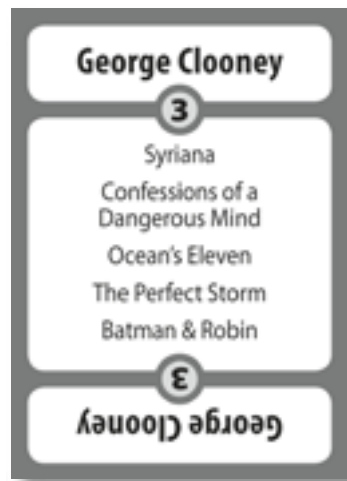 George Clooney
3
Syriana
Confessions of a
Dangerous Mind
Ocean's Eleven
The Perfect Storm
Batman & Robin
3
George Clooney